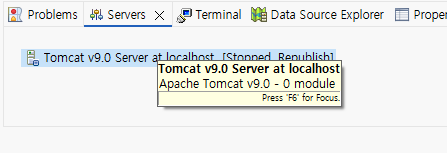 Problems Servers Terminal Data Source Explorer Proper
Tomcat v9.0 Server at localhost [Stopped, Republish]
Tomcat v9.0 Server at localhost
Apache Tomcat v9.0 - 0 module
Press 'F6' for Focus.